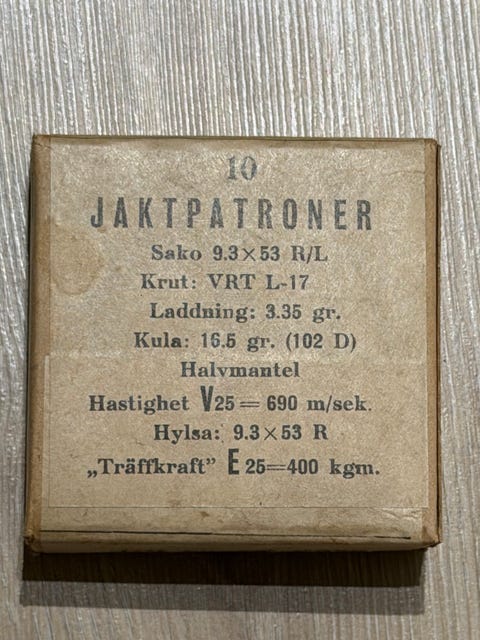 10
JAKTPATRONER
Sako 9.3×53 R/L
Krut: VRT L-17
Laddning: 3.35 gr.
Kula: 16.5 gr. (102 D)
Halvmantel
Hastighet V25 = 690 m/sek.
Hylsa: 9.3×53 R
„Träffkraft” E 25=400 kgm.